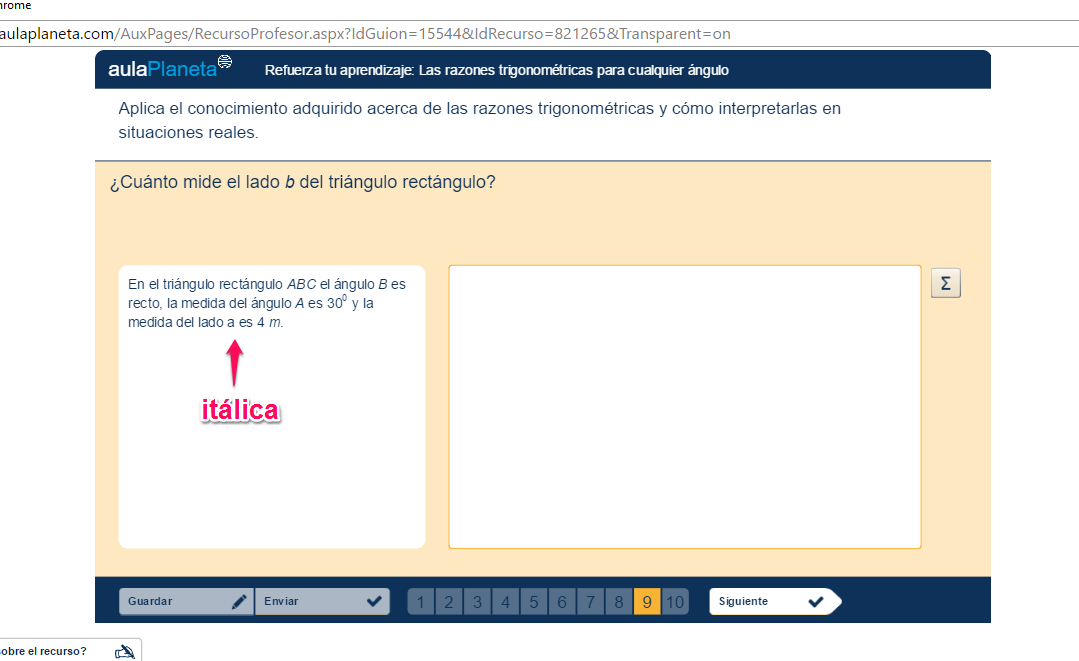 hrome
aulaplaneta.com/AuxPages/RecursoProfesor.aspx?IdGuion=15544&IdRecurso=821265&Transparent=on
aulaPlaneta Refuerza tu aprendizaje: Las razones trigonométricas para cualquier ángulo
Aplica el conocimiento adquirido acerca de las razones trigonométricas y cómo interpretarlas en
situaciones reales.
¿Cuánto mide el lado b del triángulo rectángulo?
En el triángulo rectángulo ABC el ángulo B es
recto, la medida del ángulo A es 30⁰ y la
medida del lado a es 4 m.
Σ
itálica
Guardar Enviar 1 2 3 4 5 6 7 8 9 10 Siguiente
obre el recurso?